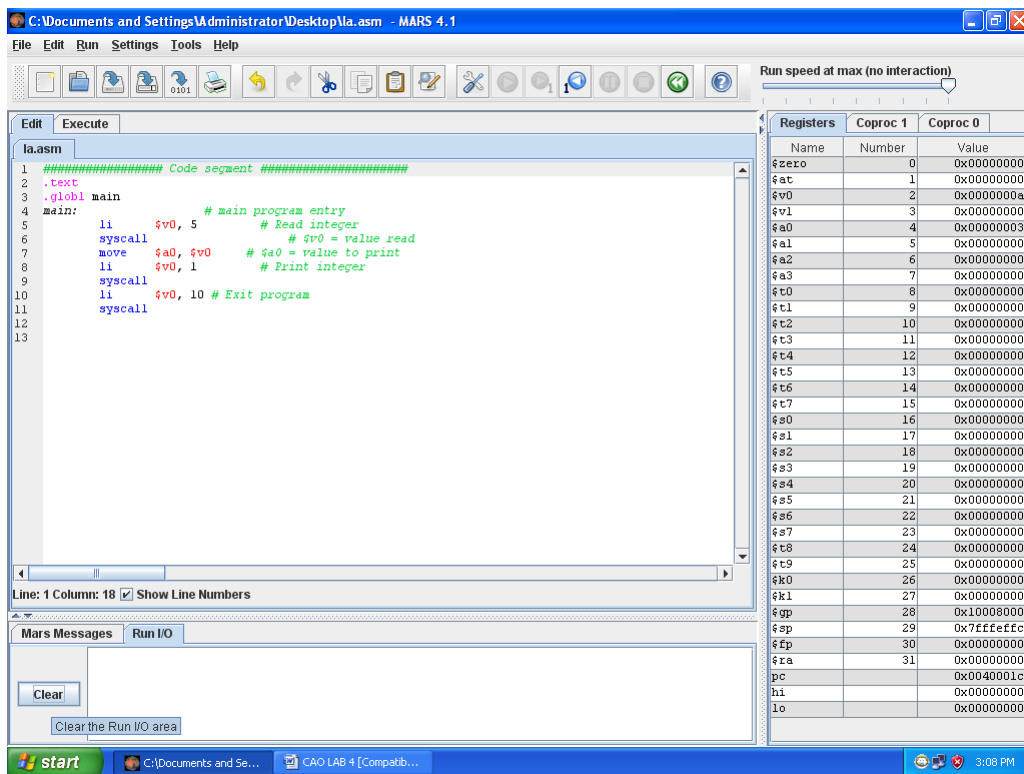 C:\Documents and Settings\Administrator\Desktop\la.asm - MARS 4.1
File Edit Run Settings Tools Help
Run speed at max (no interaction)
Edit Execute
la.asm
1 ################# Code segment #####################
2 .text
3 .globl main
4 main: # main program entry
5 li $v0, 5 # Read integer
6 syscall # $v0 = value read
7 move $a0, $v0 # $a0 = value to print
8 li $v0, 1 # Print integer
9 syscall
10 li $v0, 10 # Exit program
11 syscall
12
13
Line: 1 Column: 18 Show Line Numbers
Mars Messages Run I/O
Clear
Clear the Run I/O area
Registers Coproc 1 Coproc 0
Name Number Value
$zero 0 0x00000000
$at 1 0x00000000
$v0 2 0x0000000a
$v1 3 0x00000000
$a0 4 0x00000003
$a1 5 0x00000000
$a2 6 0x00000000
$a3 7 0x00000000
$t0 8 0x00000000
$t1 9 0x00000000
$t2 10 0x00000000
$t3 11 0x00000000
$t4 12 0x00000000
$t5 13 0x00000000
$t6 14 0x00000000
$t7 15 0x00000000
$s0 16 0x00000000
$s1 17 0x00000000
$s2 18 0x00000000
$s3 19 0x00000000
$s4 20 0x00000000
$s5 21 0x00000000
$s6 22 0x00000000
$s7 23 0x00000000
$t8 24 0x00000000
$t9 25 0x00000000
$k0 26 0x00000000
$k1 27 0x00000000
$gp 28 0x10008000
$sp 29 0x7fffeffc
$fp 30 0x00000000
$ra 31 0x00000000
pc 0x0040001c
hi 0x00000000
lo 0x00000000
start C:\Documents and Se... CAO LAB 4 [Compatib... 3:08 PM